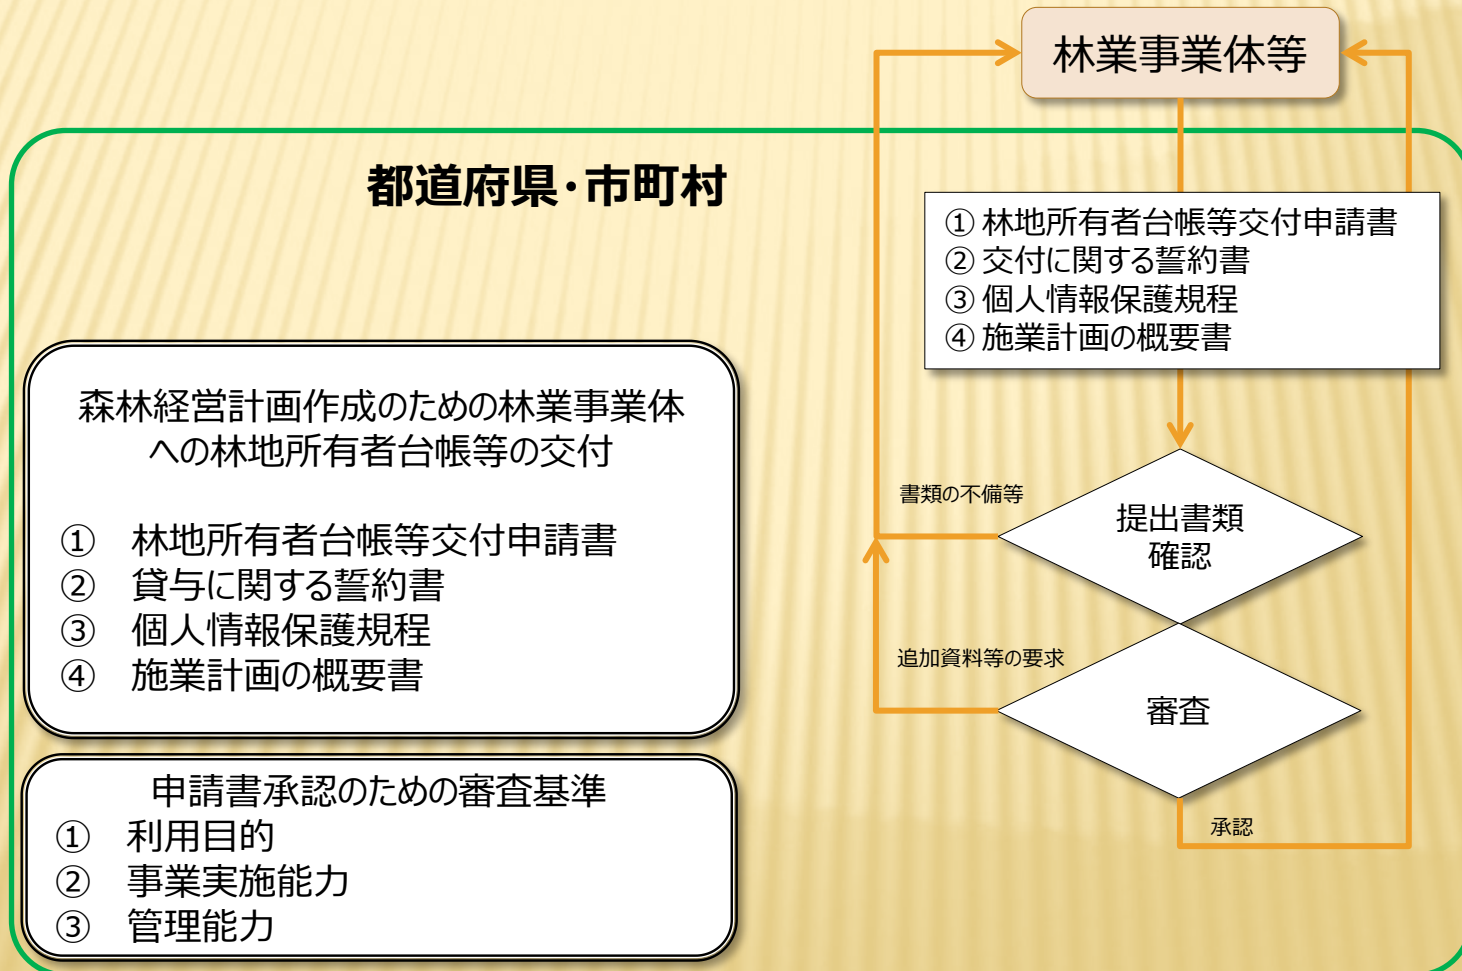 林業事業体等
都道府県・市町村
① 林地所有者台帳等交付申請書
② 交付に関する誓約書
③ 個人情報保護規程
④ 施業計画の概要書
森林経営計画作成のための林業事業体
への林地所有者台帳等の交付
① 林地所有者台帳等交付申請書
② 貸与に関する誓約書
③ 個人情報保護規程
④ 施業計画の概要書
書類の不備等
提出書類
確認
追加資料等の要求
審査
承認
申請書承認のための審査基準
① 利用目的
② 事業実施能力
③ 管理能力